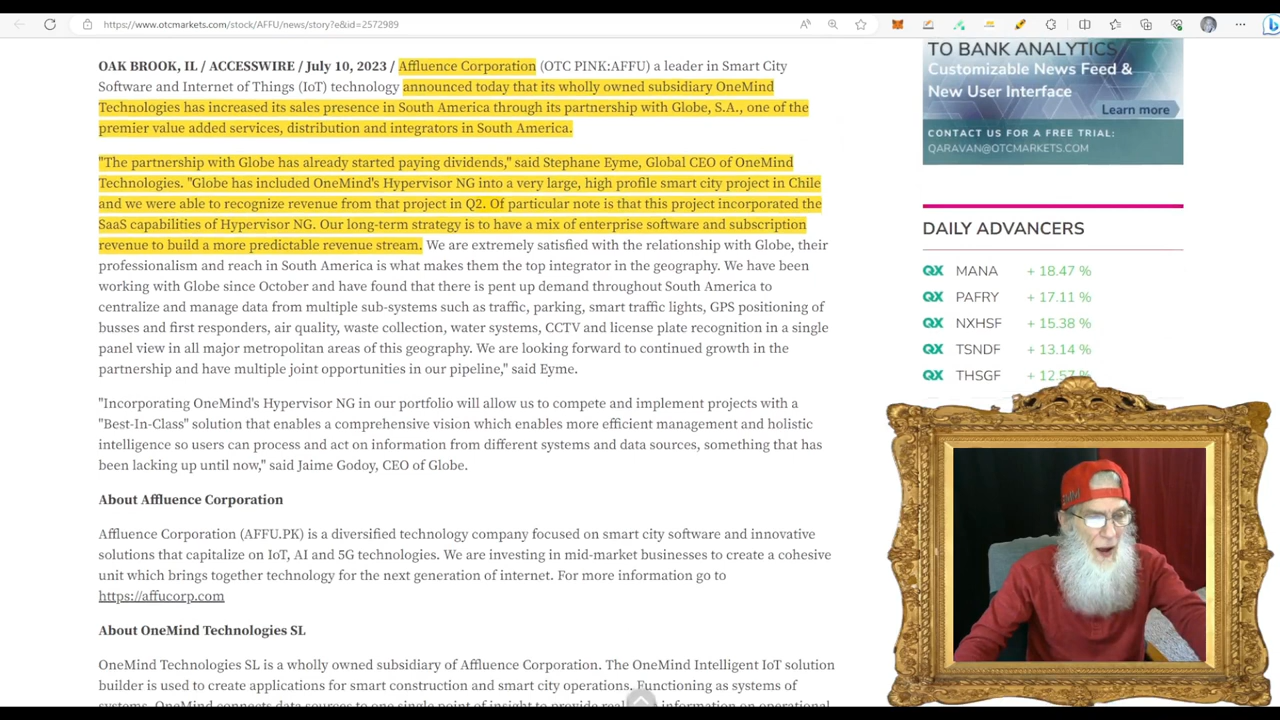 https://www.otcmarkets.com/stock/AFFU/news/story?e&id=2572989
OAK BROOK, IL / ACCESSWIRE / July 10, 2023 / Affluence Corporation (OTC PINK:AFFU) a leader in Smart City
Software and Internet of Things (IoT) technology announced today that its wholly owned subsidiary OneMind
Technologies has increased its sales presence in South America through its partnership with Globe, S.A., one of the
premier value added services, distribution and integrators in South America.
"The partnership with Globe has already started paying dividends," said Stephane Eyme, Global CEO of OneMind
Technologies. "Globe has included OneMind's Hypervisor NG into a very large, high profile smart city project in Chile
and we were able to recognize revenue from that project in Q2. Of particular note is that this project incorporated the
SaaS capabilities of Hypervisor NG. Our long-term strategy is to have a mix of enterprise software and subscription
revenue to build a more predictable revenue stream. We are extremely satisfied with the relationship with Globe, their
professionalism and reach in South America is what makes them the top integrator in the geography. We have been
working with Globe since October and have found that there is pent up demand throughout South America to
centralize and manage data from multiple sub-systems such as traffic, parking, smart traffic lights, GPS positioning of
busses and first responders, air quality, waste collection, water systems, CCTV and license plate recognition in a single
panel view in all major metropolitan areas of this geography. We are looking forward to continued growth in the
partnership and have multiple joint opportunities in our pipeline," said Eyme.
"Incorporating OneMind's Hypervisor NG in our portfolio will allow us to compete and implement projects with a
"Best-In-Class" solution that enables a comprehensive vision which enables more efficient management and holistic
intelligence so users can process and act on information from different systems and data sources, something that has
been lacking up until now," said Jaime Godoy, CEO of Globe.
About Affluence Corporation
Affluence Corporation (AFFU.PK) is a diversified technology company focused on smart city software and innovative
solutions that capitalize on IoT, AI and 5G technologies. We are investing in mid-market businesses to create a cohesive
unit which brings together technology for the next generation of internet. For more information go to
https://affucorp.com
About OneMind Technologies SL
OneMind Technologies SL is a wholly owned subsidiary of Affluence Corporation. The OneMind Intelligent IoT solution
builder is used to create applications for smart construction and smart city operations. Functioning as systems of
systems, OneMind connects data sources to one single point of insight to provide real information on operational
TO BANK ANALYTICS
Customizable News Feed &
New User Interface
Learn more
CONTACT US FOR A FREE TRIAL:
QARAVAN@OTCMARKETS.COM
DAILY ADVANCERS
QX MANA + 18.47 %
QX PAFRY + 17.11 %
QX NXHSF + 15.38 %
QX TSNDF + 13.14 %
QX THSGF + 12.57 %